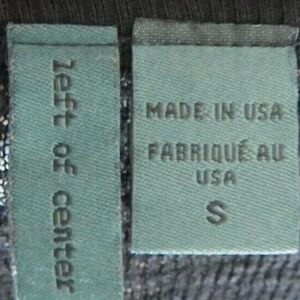 left of center
MADE IN USA
FABRIQUÉ AU
USA
S